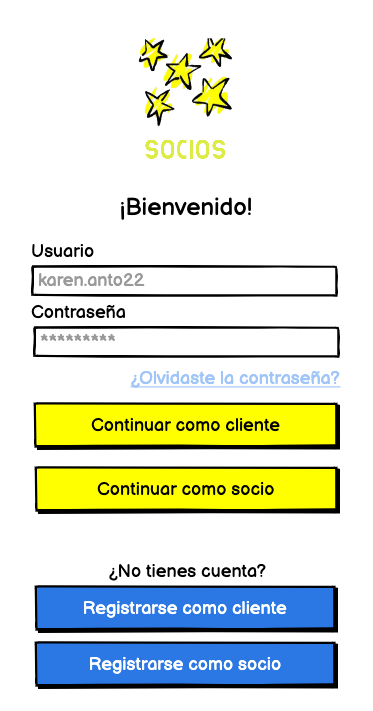 SOCIOS
¡Bienvenido!
Usuario
karen.anto22
Contraseña
*********
¿Olvidaste la contraseña?
Continuar como cliente
Continuar como socio
¿No tienes cuenta?
Registrarse como cliente
Registrarse como socio